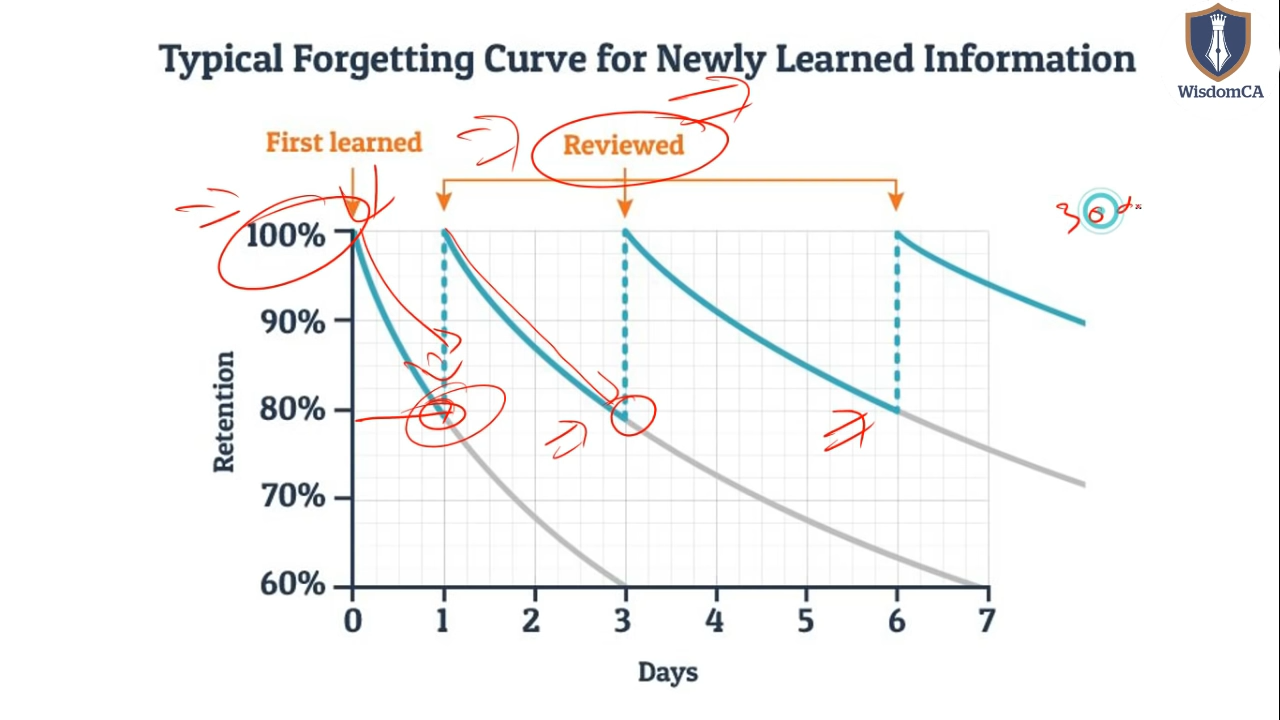 WisdomCA
Typical Forgetting Curve for Newly Learned Information
First learned
Reviewed
100%
90%
80%
70%
60%
Retention
0 1 2 3 4 5 6 7
Days